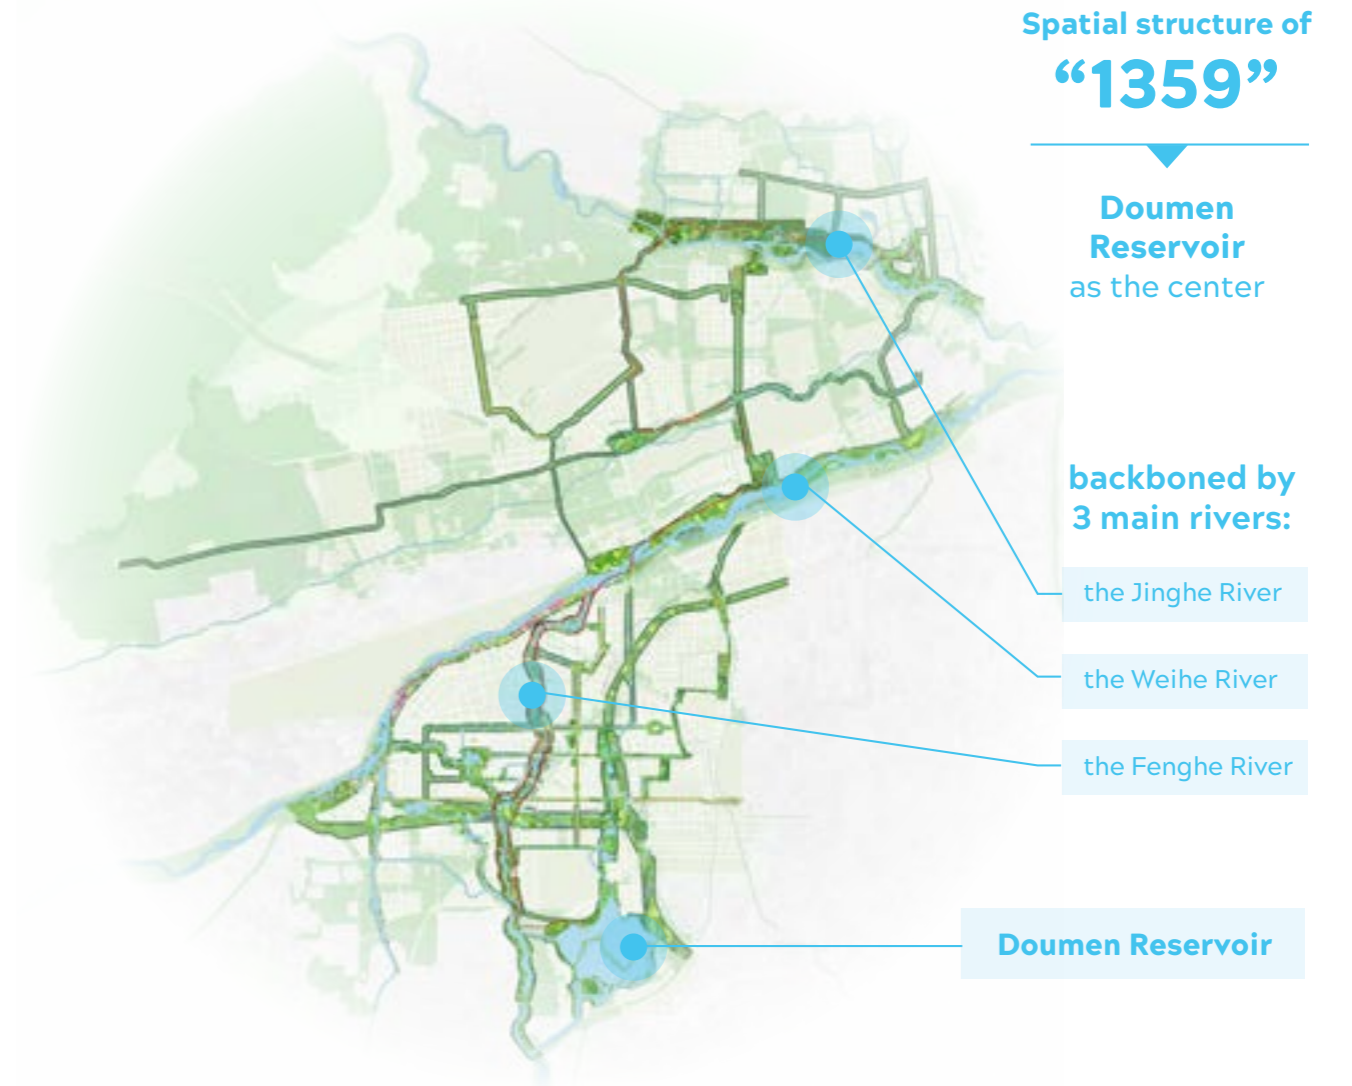 Spatial structure of
“1359”
Doumen
Reservoir
as the center
backboned by
3 main rivers:
the Jinghe River
the Weihe River
the Fenghe River
Doumen Reservoir